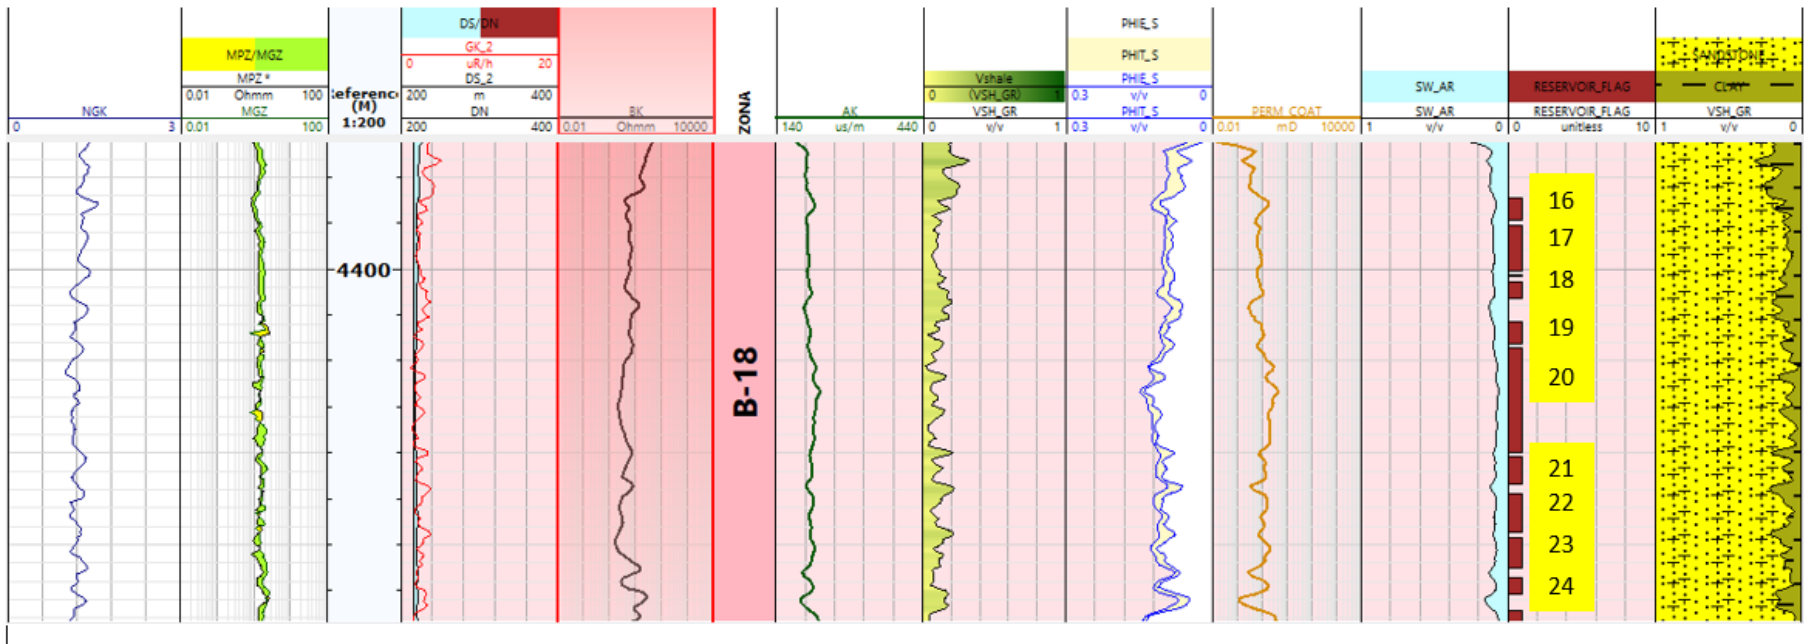 NGK
0 3
MPZ/MGZ
MPZ *
0.01 Ohmm 100
MGZ
0.01 100
(M)
1:200
DS/DN
GK_2
0 uR/h 20
DS_2
200 m 400
DN
200 400
BK
0.01 Ohmm 10000
ZONA
AK
140 us/m 440
Vshale
0 (VSH_GR) 1
VSH_GR
0 v/v 1
PHIE_S
PHIT_S
PHIE_S
0.3 v/v 0
PHIT_S
0.3 v/v 0
PERM_COAT
0.01 mD 10000
SW_AR
SW_AR
1 v/v 0
RESERVOIR_FLAG
RESERVOIR_FLAG
0 unitless 10
SANDSTONE
CLAY
VSH_GR
1 v/v 0
4400
B-18
16
17
18
19
20
21
22
23
24